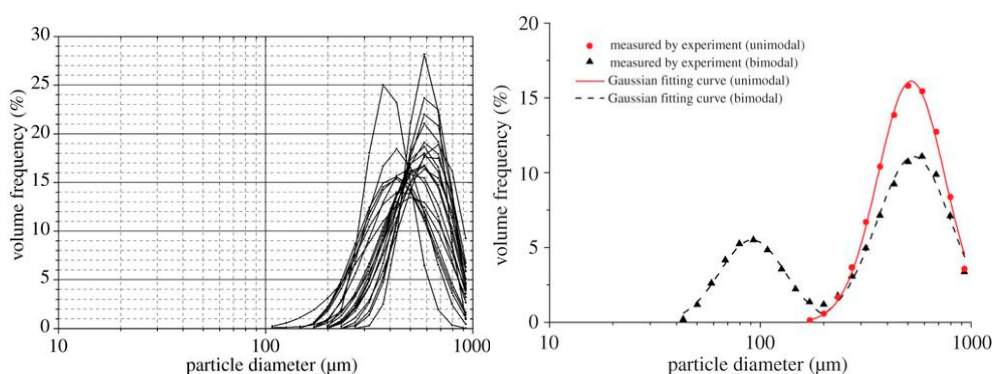 30
25
20
15
10
5
0
volume frequency (%)
10
100
1000
particle diameter (µm)
20
15
10
5
0
volume frequency (%)
measured by experiment (unimodal)
measured by experiment (bimodal)
Gaussian fitting curve (unimodal)
Gaussian fitting curve (bimodal)
10
100
1000
particle diameter (µm)